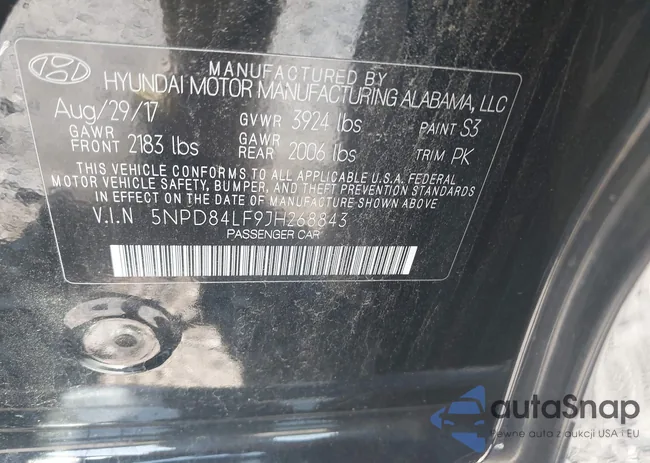 MANUFACTURED BY
HYUNDAI MOTOR MANUFACTURING ALABAMA, LLC
Aug/29/17 GVWR 3924 lbs PAINT S3
GAWR FRONT 2183 lbs GAWR REAR 2006 lbs TRIM PK
THIS VEHICLE CONFORMS TO ALL APPLICABLE U.S.A. FEDERAL
MOTOR VEHICLE SAFETY, BUMPER, AND THEFT PREVENTION STANDARDS
IN EFFECT ON THE DATE OF MANUFACTURE SHOWN ABOVE.
V.I.N 5NPD84LF9JH268843
PASSENGER CAR
autoSnap
Pewne auta z aukcji USA i EU